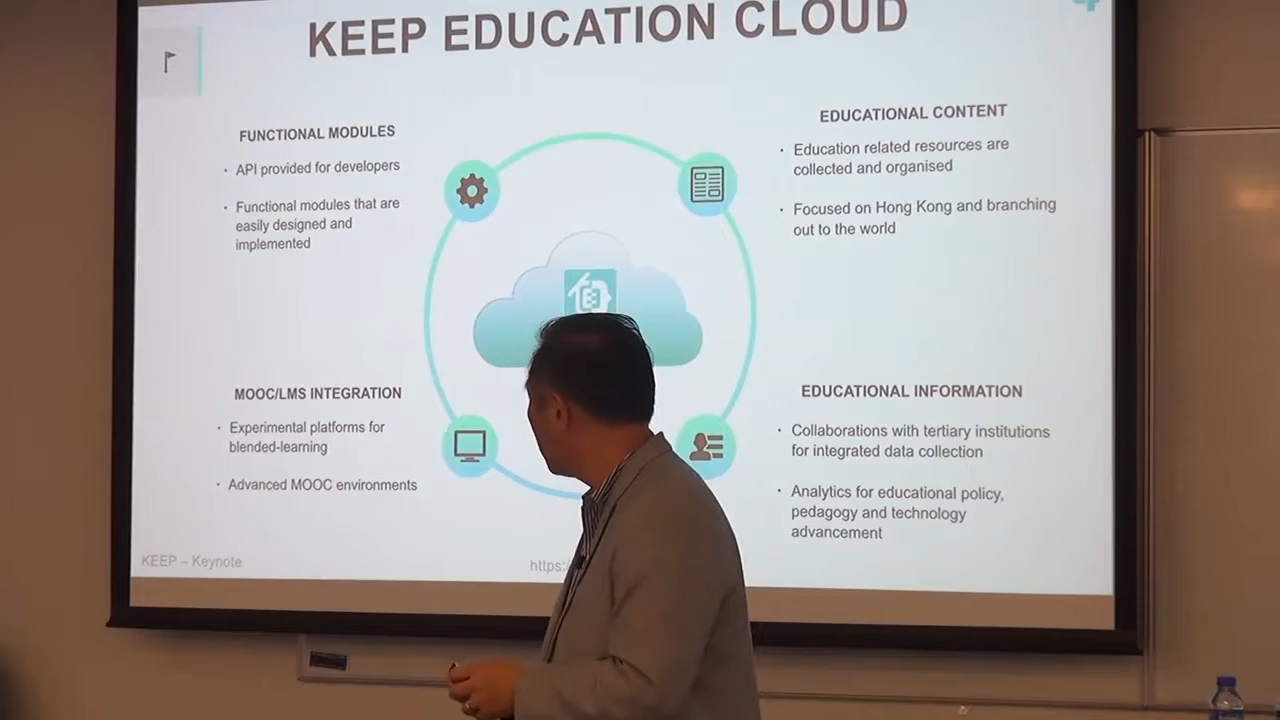 KEEP EDUCATION CLOUD
FUNCTIONAL MODULES
· API provided for developers
· Functional modules that are
easily designed and
implemented
EDUCATIONAL CONTENT
· Education related resources are
collected and organised
· Focused on Hong Kong and branching
out to the world
MOOC/LMS INTEGRATION
· Experimental platforms for
blended-learning
· Advanced MOOC environments
EDUCATIONAL INFORMATION
· Collaborations with tertiary institutions
for integrated data collection
· Analytics for educational policy,
pedagogy and technology
advancement
KEEP – Keynote
https: